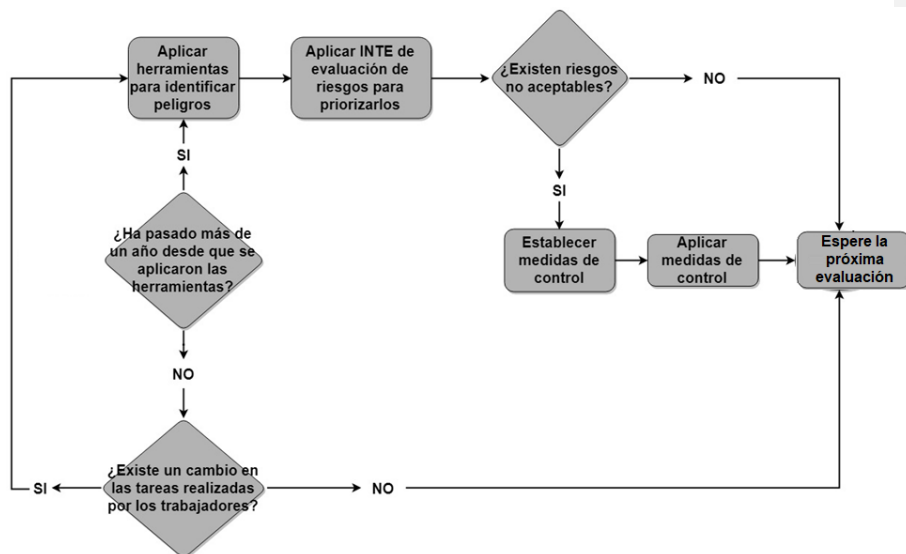 Aplicar
herramientas
para identificar
peligros
Aplicar INTE de
evaluación de
riesgos para
priorizarlos
¿Existen riesgos
no aceptables?
NO
SI
SI
¿Ha pasado más de
un año desde que se
aplicaron las
herramientas?
Establecer
medidas de
control
Aplicar
medidas de
control
Espere la
próxima
evaluación
NO
¿Existe un cambio en
las tareas realizadas
por los trabajadores?
SI
NO